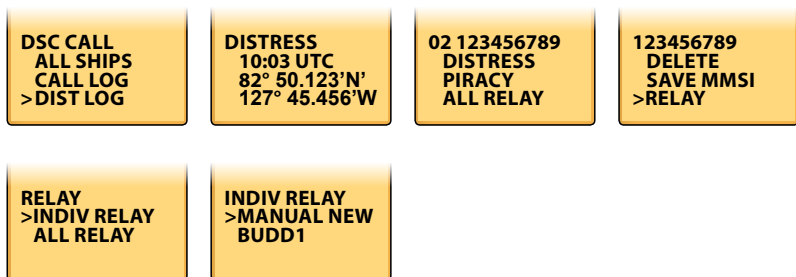 DSC CALL
ALL SHIPS
CALL LOG
>DIST LOG
DISTRESS
10:03 UTC
82° 50.123’N’
127° 45.456’W
02 123456789
DISTRESS
PIRACY
ALL RELAY
123456789
DELETE
SAVE MMSI
>RELAY
RELAY
>INDIV RELAY
ALL RELAY
INDIV RELAY
>MANUAL NEW
BUDD1